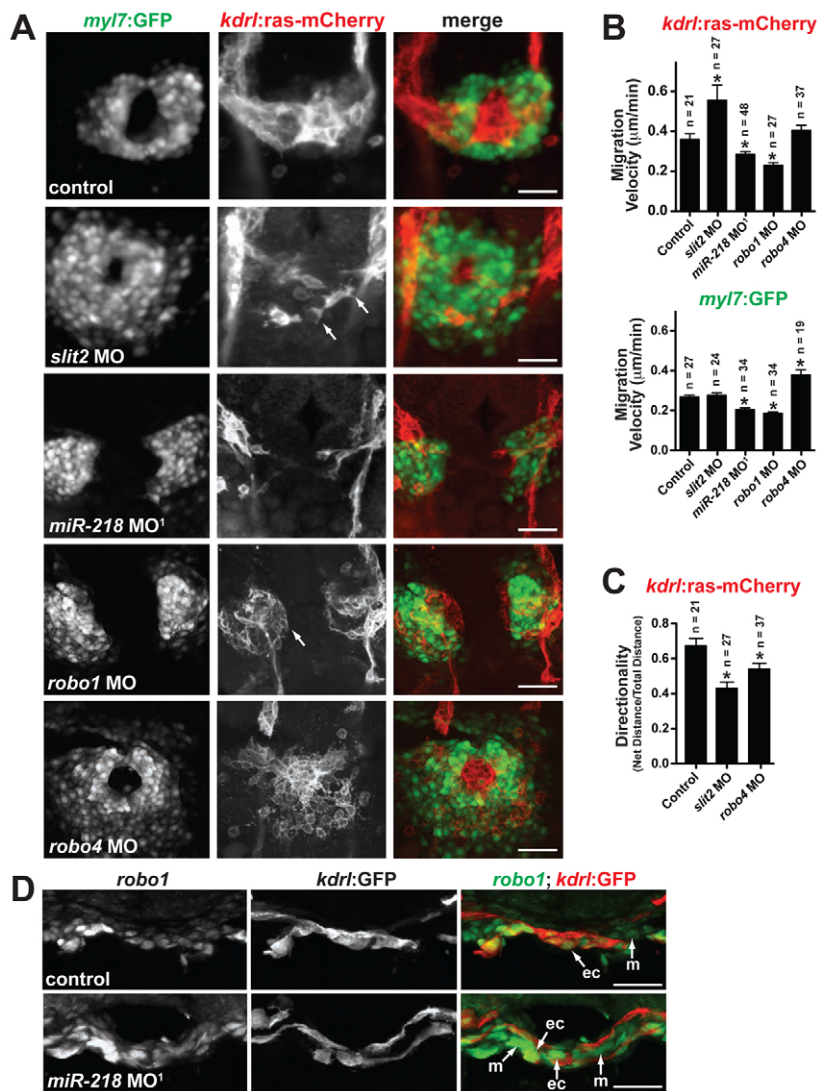 A
myl7:GFP
kdrl:ras-mCherry
merge
control
slit2 MO
miR-218 MO¹
robo1 MO
robo4 MO
B
kdrl:ras-mCherry
Migration
Velocity (μm/min)
0.6
0.4
0.2
0.0
n = 21
* n = 27
* n = 48
* n = 27
n = 37
Control
slit2 MO
miR-218 MO¹
robo1 MO
robo4 MO
myl7:GFP
Migration
Velocity (μm/min)
0.6
0.4
0.2
0.0
n = 27
n = 24
* n = 34
* n = 34
* n = 19
Control
slit2 MO
miR-218 MO¹
robo1 MO
robo4 MO
C
kdrl:ras-mCherry
Directionality
(Net Distance/Total Distance)
0.8
0.6
0.4
0.2
0.0
n = 21
* n = 27
* n = 37
Control
slit2 MO
robo4 MO
D
robo1
kdrl:GFP
robo1; kdrl:GFP
control
ec
m
miR-218 MO¹
m
ec
ec
m